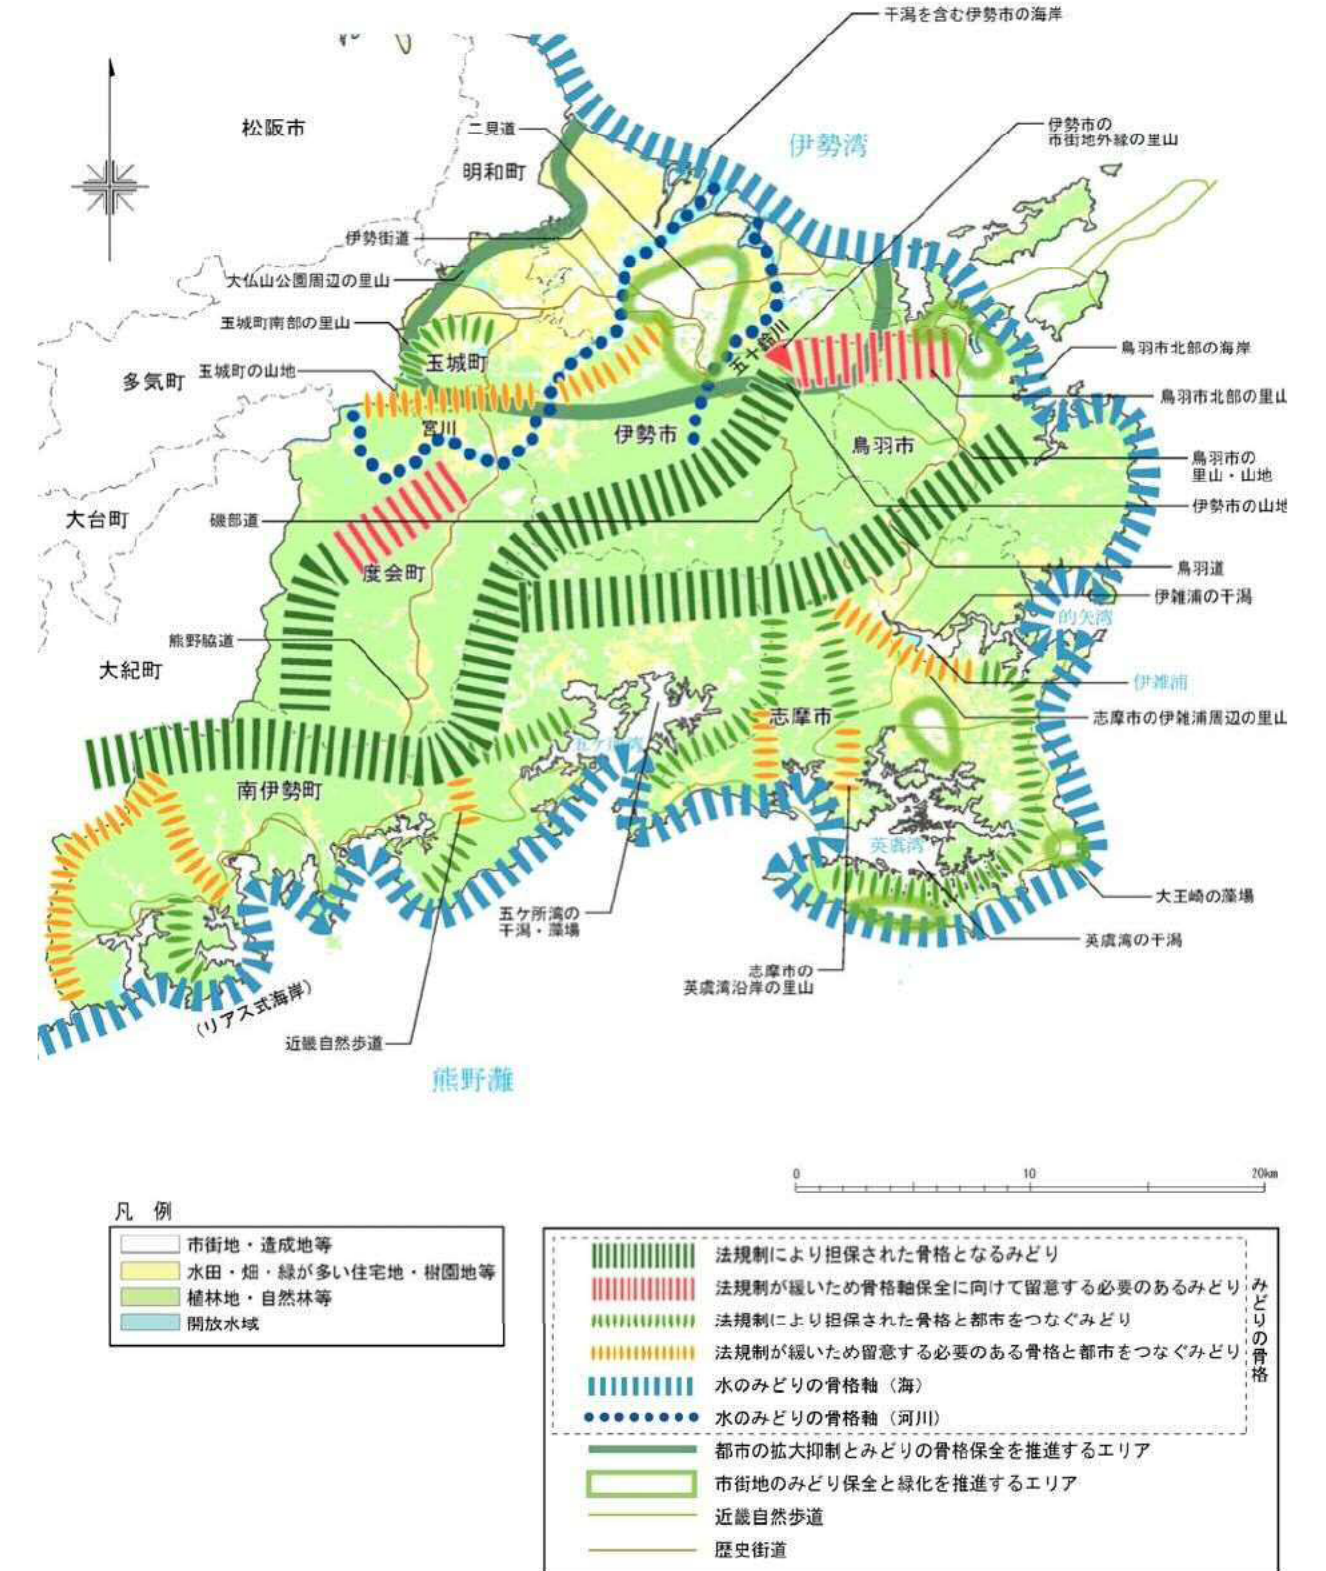 干潟を含む伊勢市の海岸
松阪市
二見道
伊勢市の
市街地外縁の里山
伊勢湾
明和町
伊勢街道
大仏山公園周辺の里山
玉城町南部の里山
五十鈴川
鳥羽市北部の海岸
玉城町
玉城町の山地
多気町
鳥羽市北部の里山
宮川
伊勢市
鳥羽市
鳥羽市の
里山・山地
伊勢市の山地
大台町
磯部道
鳥羽道
度会町
伊雑浦の干潟
的矢湾
熊野脇道
大紀町
伊雑浦
志摩市
志摩市の伊雑浦周辺の里山
五ケ所湾
南伊勢町
英虞湾
大王崎の藻場
五ケ所湾の
干潟・藻場
英虞湾の干潟
志摩市の
英虞湾沿岸の里山
(リアス式海岸)
近畿自然歩道
熊野灘
0 10 20km
凡 例
市街地・造成地等
水田・畑・緑が多い住宅地・樹園地等
植林地・自然林等
開放水域
法規制により担保された骨格となるみどり
法規制が緩いため骨格軸保全に向けて留意する必要のあるみどり
法規制により担保された骨格と都市をつなぐみどり
法規制が緩いため留意する必要のある骨格と都市をつなぐみどり
水のみどりの骨格軸（海）
水のみどりの骨格軸（河川）
みどりの骨格
都市の拡大抑制とみどりの骨格保全を推進するエリア
市街地のみどり保全と緑化を推進するエリア
近畿自然歩道
歴史街道